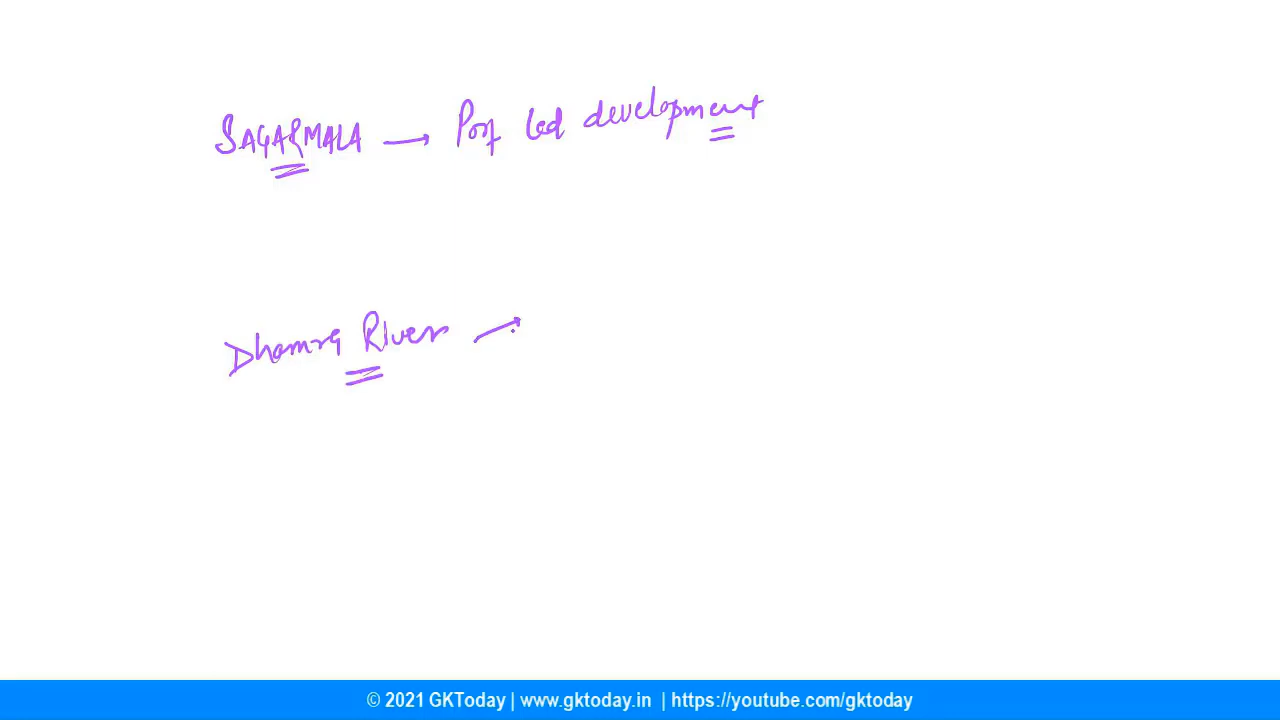 SAGARMALA → Port led development
Dhamra River →
© 2021 GKToday | www.gktoday.in | https://youtube.com/gktoday